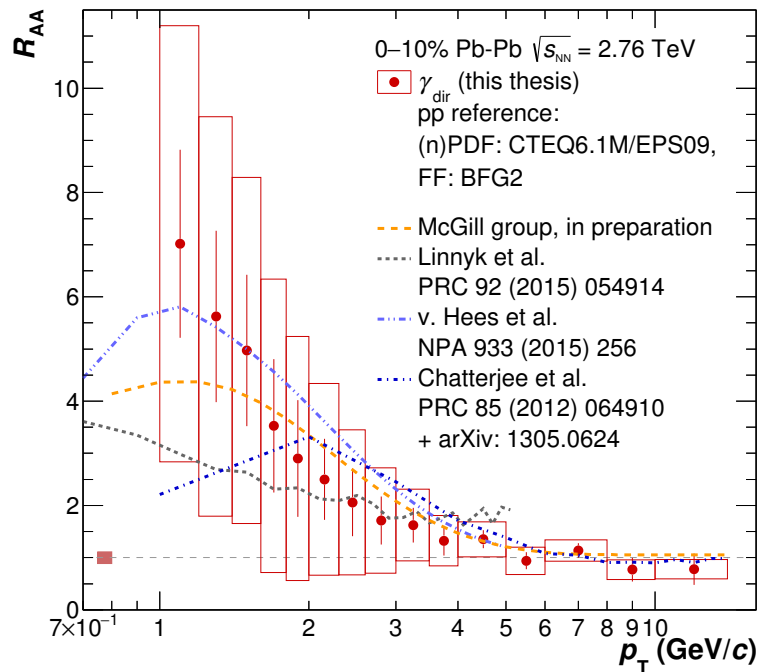 R_AA
10
8
6
4
2
0
0–10% Pb-Pb √s_NN = 2.76 TeV
γ_dir (this thesis)
pp reference:
(n)PDF: CTEQ6.1M/EPS09,
FF: BFG2
McGill group, in preparation
Linnyk et al.
PRC 92 (2015) 054914
v. Hees et al.
NPA 933 (2015) 256
Chatterjee et al.
PRC 85 (2012) 064910
+ arXiv: 1305.0624
7×10⁻¹ 1 2 3 4 5 6 7 8 9 10
p_T (GeV/c)